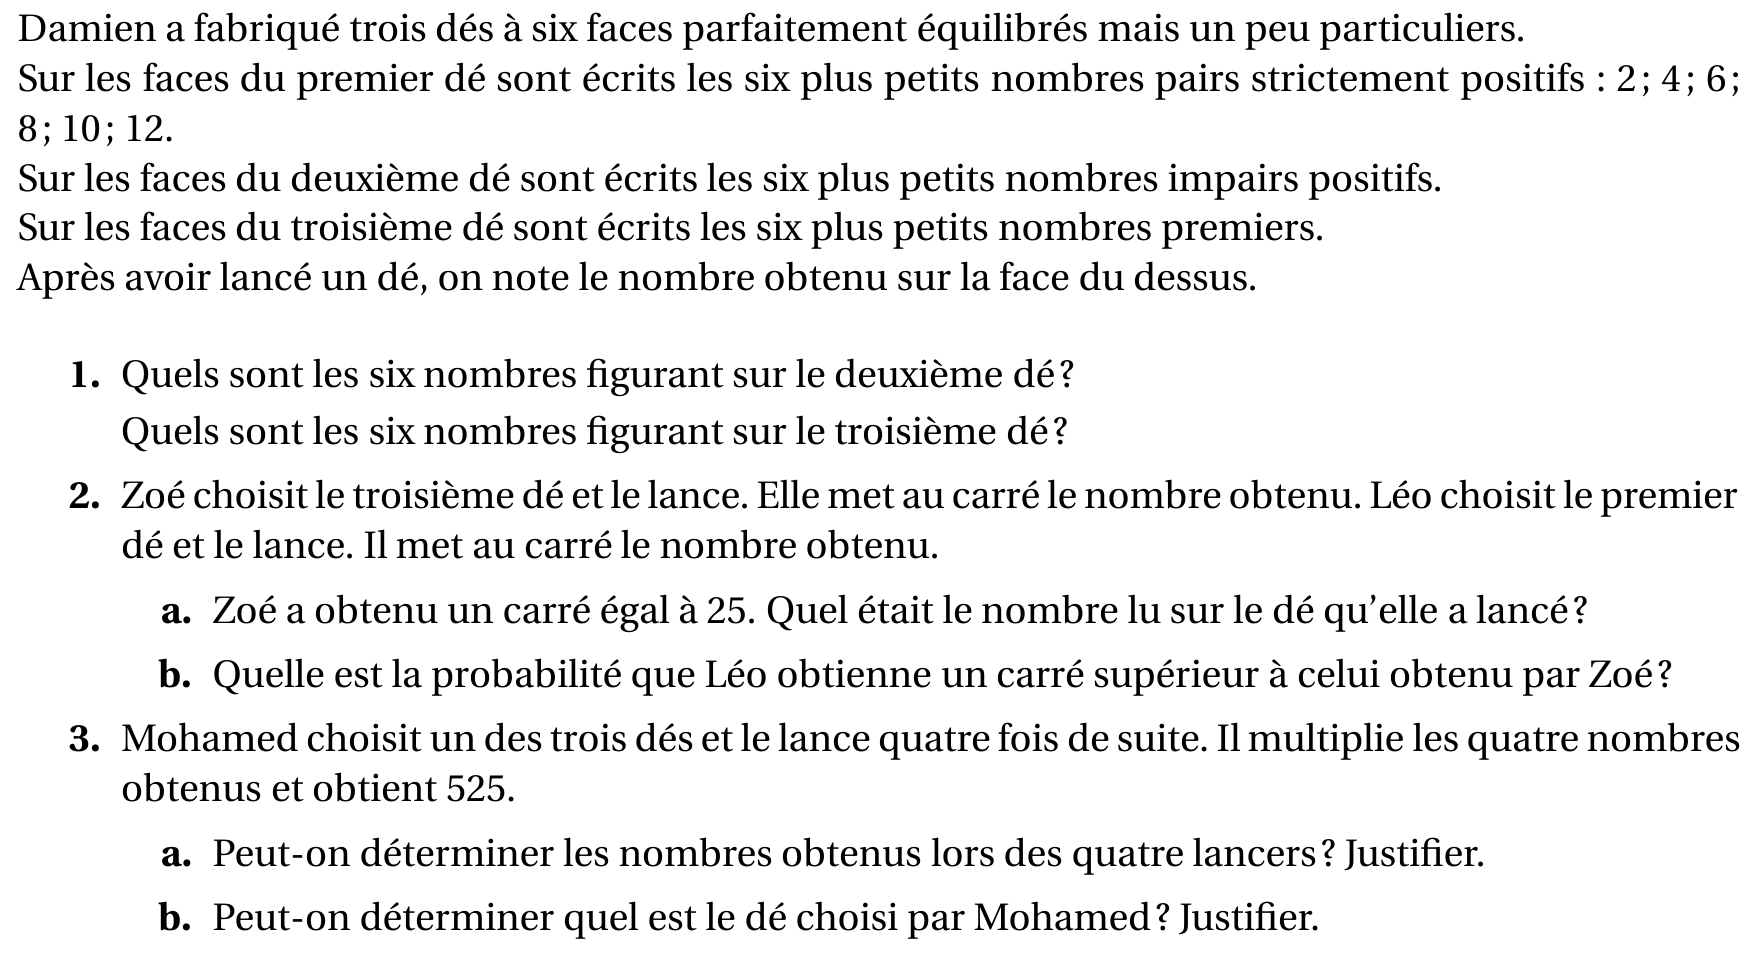 Damien a fabriqué trois dés à six faces parfaitement équilibrés mais un peu particuliers.
Sur les faces du premier dé sont écrits les six plus petits nombres pairs strictement positifs : 2; 4; 6;
8; 10; 12.
Sur les faces du deuxième dé sont écrits les six plus petits nombres impairs positifs.
Sur les faces du troisième dé sont écrits les six plus petits nombres premiers.
Après avoir lancé un dé, on note le nombre obtenu sur la face du dessus.
1. Quels sont les six nombres figurant sur le deuxième dé?
Quels sont les six nombres figurant sur le troisième dé?
2. Zoé choisit le troisième dé et le lance. Elle met au carré le nombre obtenu. Léo choisit le premier
dé et le lance. Il met au carré le nombre obtenu.
a. Zoé a obtenu un carré égal à 25. Quel était le nombre lu sur le dé qu'elle a lancé?
b. Quelle est la probabilité que Léo obtienne un carré supérieur à celui obtenu par Zoé?
3. Mohamed choisit un des trois dés et le lance quatre fois de suite. Il multiplie les quatre nombres
obtenus et obtient 525.
a. Peut-on déterminer les nombres obtenus lors des quatre lancers? Justifier.
b. Peut-on déterminer quel est le dé choisi par Mohamed? Justifier.